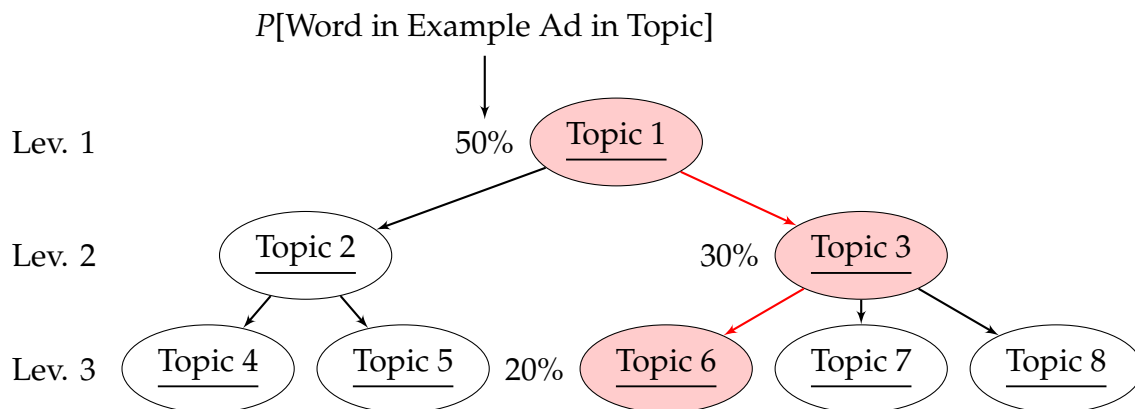 P[Word in Example Ad in Topic]
Lev. 1 50% Topic 1
Lev. 2 Topic 2 30% Topic 3
Lev. 3 Topic 4 Topic 5 20% Topic 6 Topic 7 Topic 8